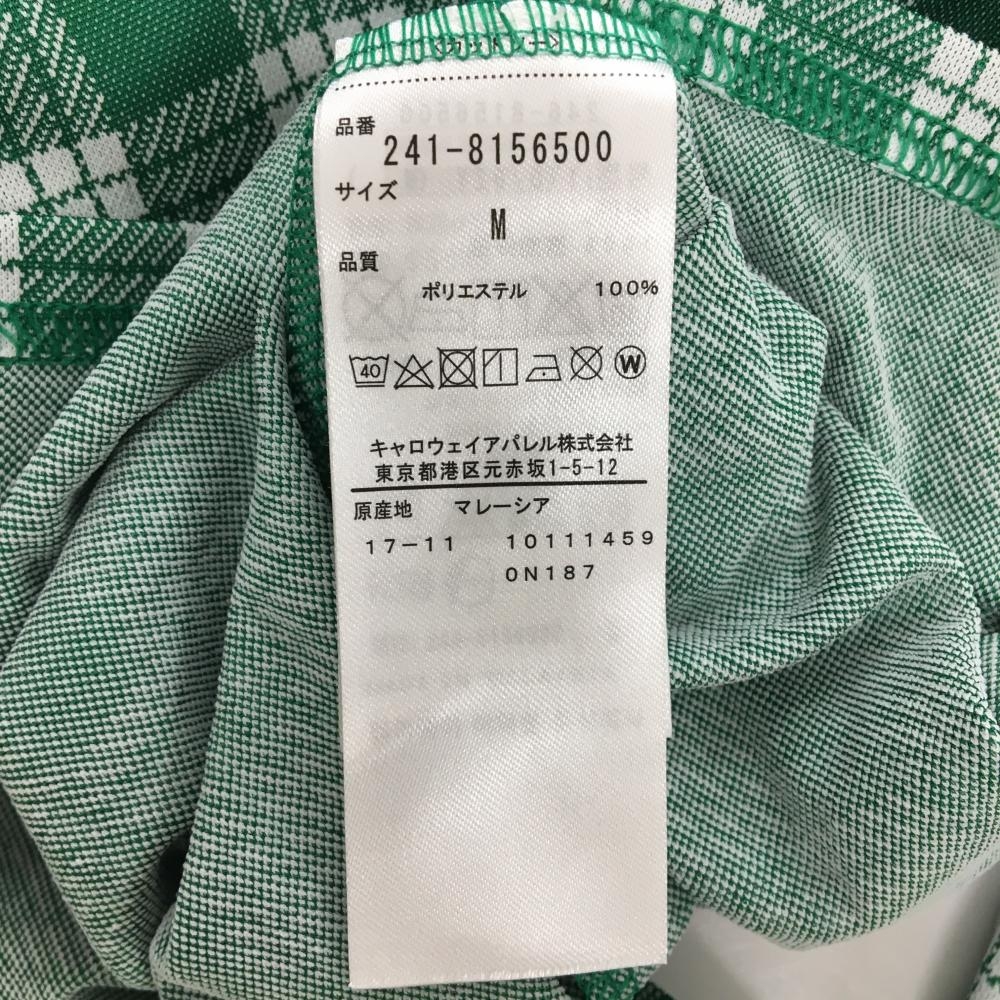 品番
241-8156500
サイズ
M
品質
ポリエステル 100%
40
W
キャロウェイアパレル株式会社
東京都港区元赤坂1-5-12
原産地 マレーシア
17-11 10111459
0N187